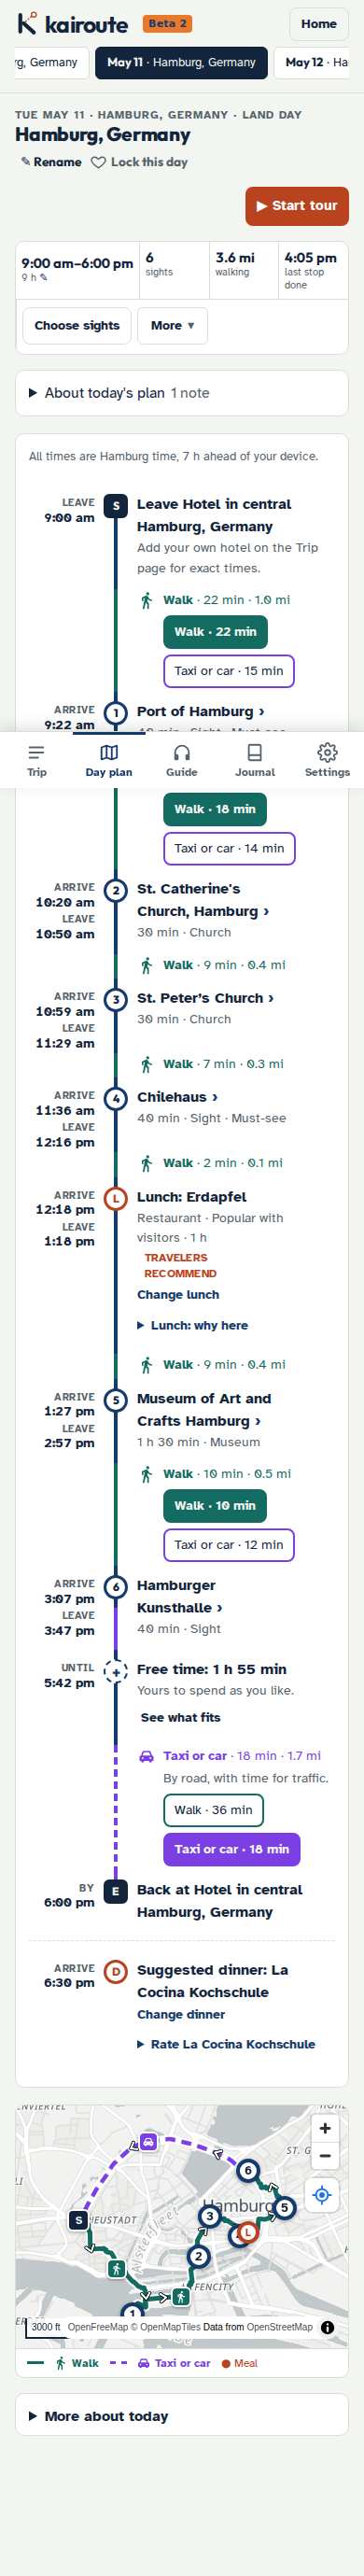 kairoute Beta 2 Home
rg, Germany May 11 · Hamburg, Germany May 12 · Ha
TUE MAY 11 · HAMBURG, GERMANY · LAND DAY
Hamburg, Germany
✎ Rename Lock this day
▶ Start tour
9:00 am–6:00 pm
9 h ✎
6
sights
3.6 mi
walking
4:05 pm
last stop
done
Choose sights More ▾
▶ About today's plan 1 note
All times are Hamburg time, 7 h ahead of your device.
LEAVE
9:00 am
S
Leave Hotel in central
Hamburg, Germany
Add your own hotel on the Trip
page for exact times.
Walk · 22 min · 1.0 mi
Walk · 22 min
Taxi or car · 15 min
ARRIVE
9:22 am
1
Port of Hamburg ›
Trip Day plan Guide Journal Settings
Walk · 18 min
Taxi or car · 14 min
ARRIVE
10:20 am
LEAVE
10:50 am
2
St. Catherine's
Church, Hamburg ›
30 min · Church
Walk · 9 min · 0.4 mi
ARRIVE
10:59 am
LEAVE
11:29 am
3
St. Peter's Church ›
30 min · Church
Walk · 7 min · 0.3 mi
ARRIVE
11:36 am
LEAVE
12:16 pm
4
Chilehaus ›
40 min · Sight · Must-see
Walk · 2 min · 0.1 mi
ARRIVE
12:18 pm
LEAVE
1:18 pm
L
Lunch: Erdapfel
Restaurant · Popular with
visitors · 1 h
TRAVELERS
RECOMMEND
Change lunch
▶ Lunch: why here
Walk · 9 min · 0.4 mi
ARRIVE
1:27 pm
LEAVE
2:57 pm
5
Museum of Art and
Crafts Hamburg ›
1 h 30 min · Museum
Walk · 10 min · 0.5 mi
Walk · 10 min
Taxi or car · 12 min
ARRIVE
3:07 pm
LEAVE
3:47 pm
6
Hamburger
Kunsthalle ›
40 min · Sight
UNTIL
5:42 pm
+
Free time: 1 h 55 min
Yours to spend as you like.
See what fits
Taxi or car · 18 min · 1.7 mi
By road, with time for traffic.
Walk · 36 min
Taxi or car · 18 min
BY
6:00 pm
E
Back at Hotel in central
Hamburg, Germany
ARRIVE
6:30 pm
D
Suggested dinner: La
Cocina Kochschule
Change dinner
▶ Rate La Cocina Kochschule
+
−
ST. G
6
S
EUSTADT
Hamburg
5
3
L
Alsterfleet
2
FENCITY
1
3000 ft OpenFreeMap © OpenMapTiles Data from OpenStreetMap
Walk Taxi or car Meal
▶ More about today